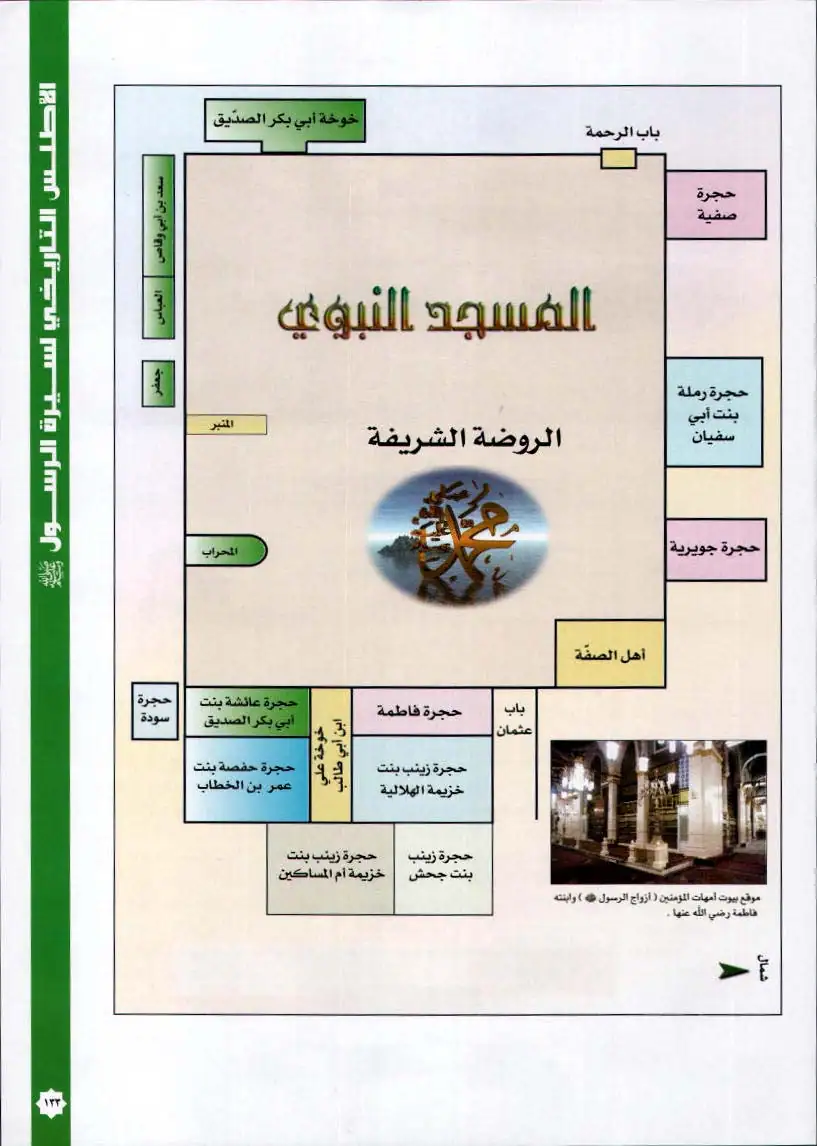 الأطلس التاريخي لسيرة الرسول ﷺ
خوخة أبي بكر الصدّيق
باب الرحمة
سعد بن أبي وقاص
العباس
جعفر
حجرة
صفية
المسجد النبوي
حجرة رملة
بنت أبي
سفيان
المنبر
الروضة الشريفة
محمد
المحراب
حجرة جويرية
أهل الصفّة
حجرة
سودة
حجرة عائشة بنت
أبي بكر الصديق
خوخة علي
ابن أبي طالب
حجرة فاطمة
باب
عثمان
حجرة حفصة بنت
عمر بن الخطاب
حجرة زينب بنت
خزيمة الهلالية
حجرة زينب
بنت جحش
حجرة زينب بنت
خزيمة أم المساكين
موقع بيوت أمهات المؤمنين ( أزواج الرسول ﷺ ) وابنته
فاطمة رضي الله عنها .
شمال
١٣٣